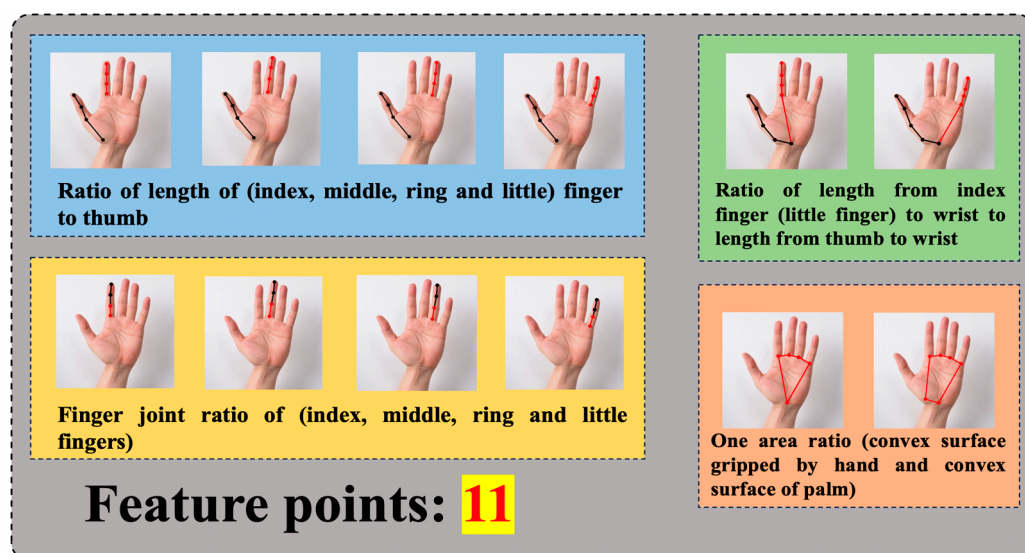 Ratio of length of (index, middle, ring and little) finger
to thumb
Ratio of length from index
finger (little finger) to wrist to
length from thumb to wrist
Finger joint ratio of (index, middle, ring and little
fingers)
One area ratio (convex surface
gripped by hand and convex
surface of palm)
Feature points: 11